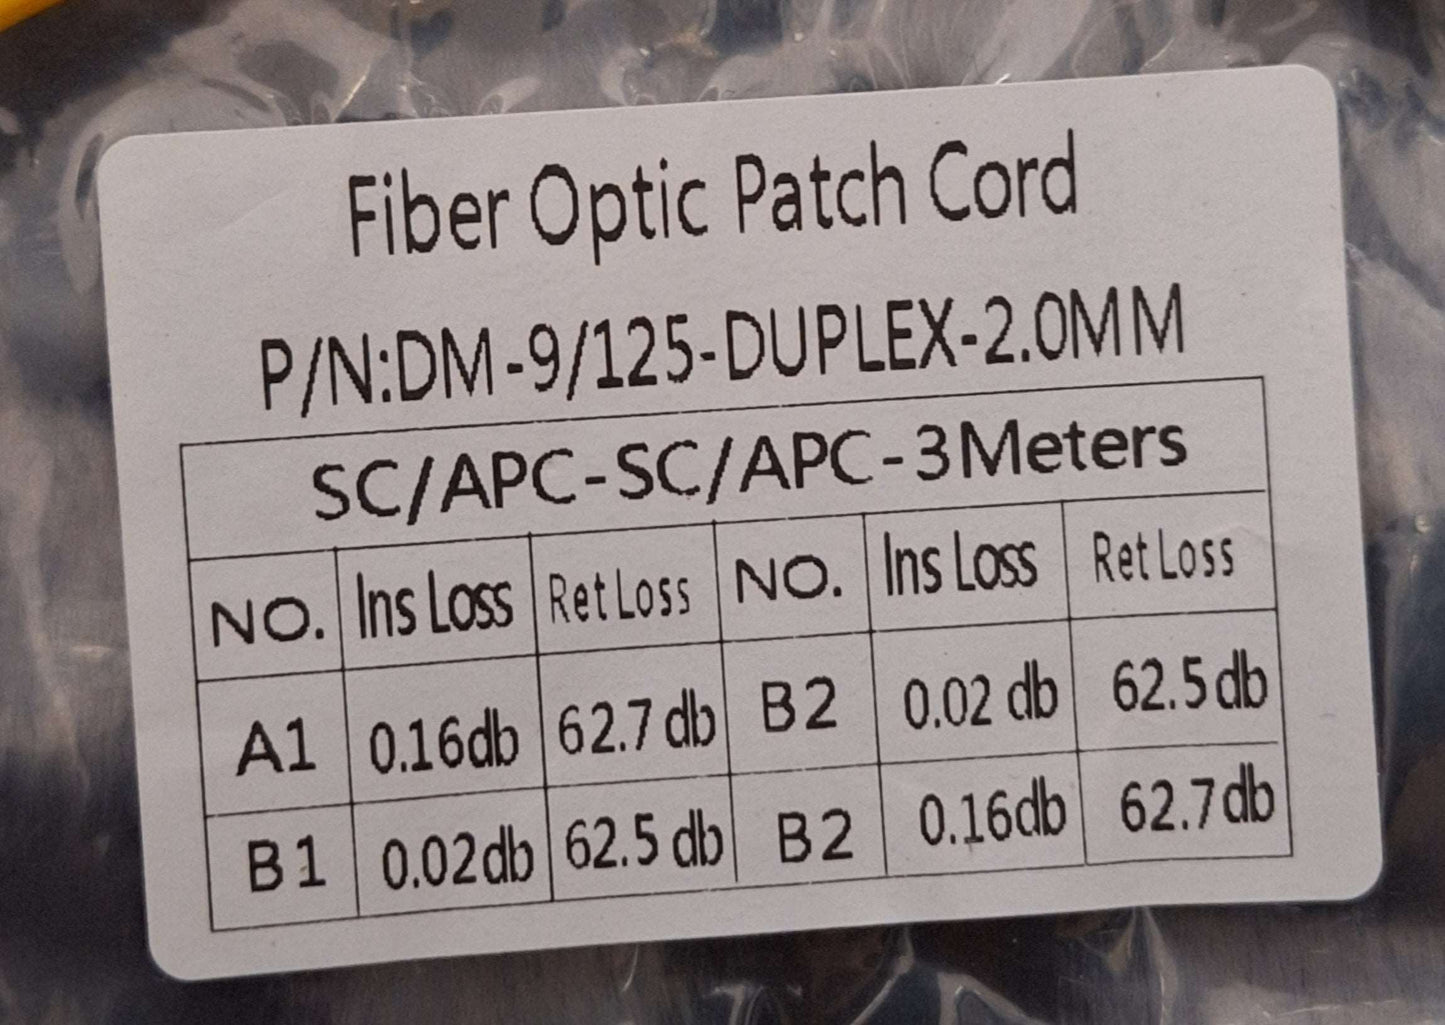 Fiber Optic Patch Cord
P/N:DM-9/125-DUPLEX-2.0MM
SC/APC-SC/APC-3Meters
NO. Ins Loss Ret Loss NO. Ins Loss Ret Loss
A1 0.16db 62.7 db B2 0.02 db 62.5 db
B1 0.02db 62.5 db B2 0.16db 62.7db